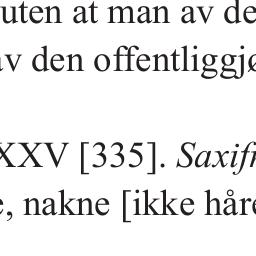 uten at man av de
av den offentliggjø
XXV [335]. Saxifr
e, nakne [ikke håre